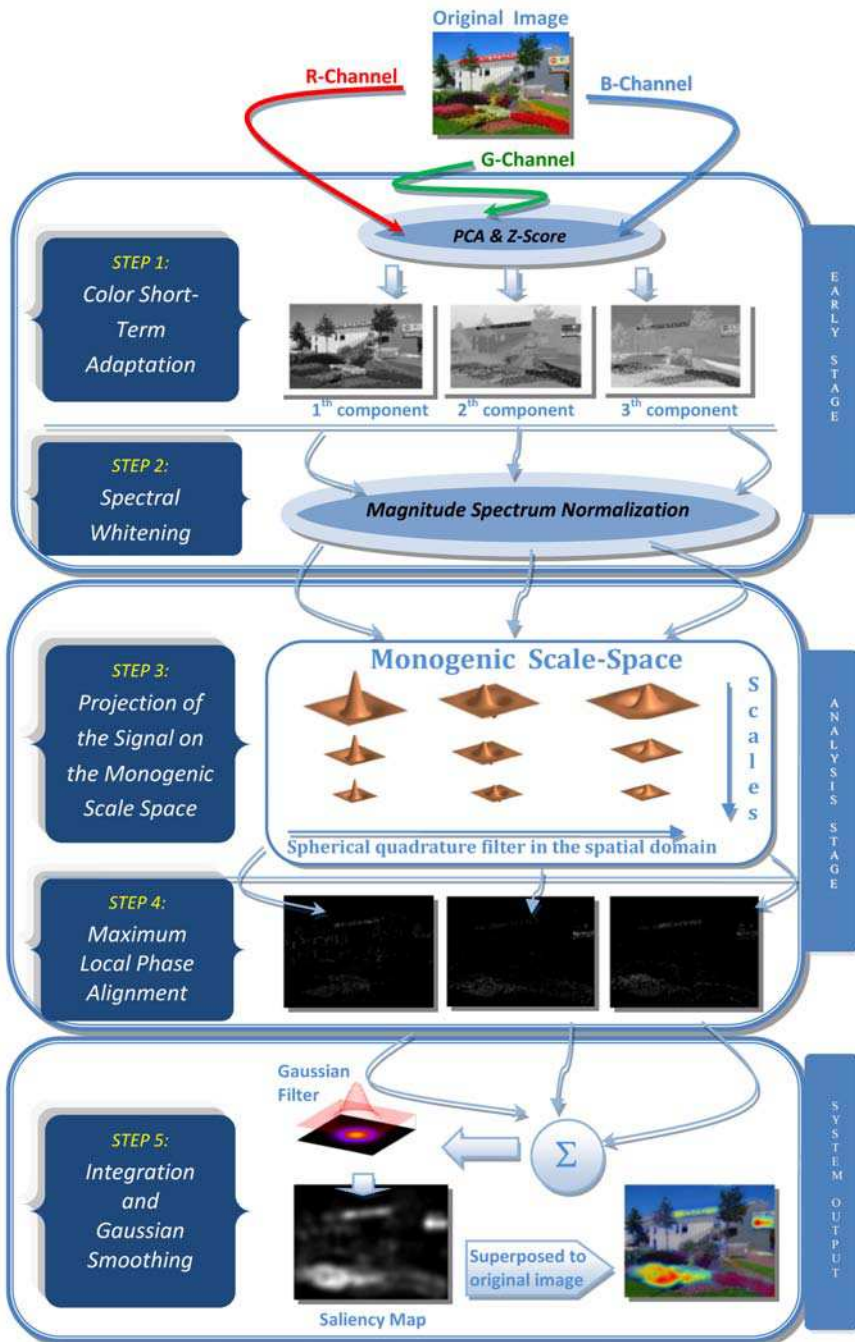 Original Image
R-Channel
B-Channel
G-Channel
PCA & Z-Score
STEP 1:
Color Short-
Term
Adaptation
1th component
2th component
3th component
EARLY STAGE
STEP 2:
Spectral
Whitening
Magnitude Spectrum Normalization
STEP 3:
Projection of
the Signal on
the Monogenic
Scale Space
Monogenic Scale-Space
Scales
Spherical quadrature filter in the spatial domain
ANALYSIS STAGE
STEP 4:
Maximum
Local Phase
Alignment
STEP 5:
Integration
and
Gaussian
Smoothing
Gaussian
Filter
Σ
Superposed to
original image
Saliency Map
SYSTEM OUTPUT